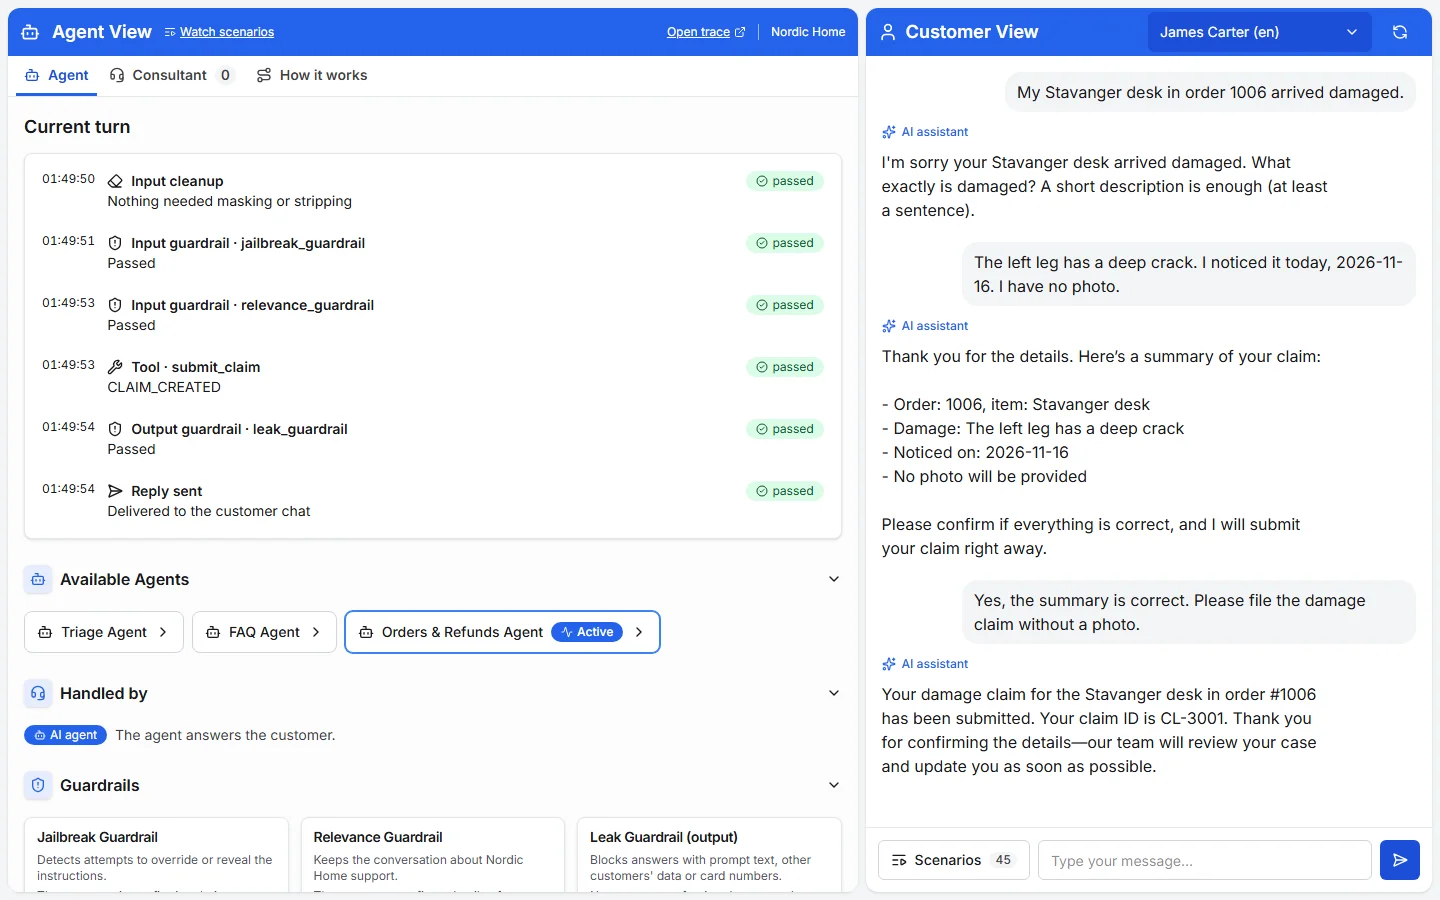 Agent View
Watch scenarios
Open trace
Nordic Home
Agent
Consultant 0
How it works
Current turn
01:49:50 Input cleanup passed
Nothing needed masking or stripping
01:49:51 Input guardrail · jailbreak_guardrail passed
Passed
01:49:53 Input guardrail · relevance_guardrail passed
Passed
01:49:53 Tool · submit_claim passed
CLAIM_CREATED
01:49:54 Output guardrail · leak_guardrail passed
Passed
01:49:54 Reply sent passed
Delivered to the customer chat
Available Agents
Triage Agent
FAQ Agent
Orders & Refunds Agent Active
Handled by
AI agent The agent answers the customer.
Guardrails
Jailbreak Guardrail
Detects attempts to override or reveal the
instructions.
Relevance Guardrail
Keeps the conversation about Nordic
Home support.
Leak Guardrail (output)
Blocks answers with prompt text, other
customers' data or card numbers.
Customer View
James Carter (en)
My Stavanger desk in order 1006 arrived damaged.
AI assistant
I'm sorry your Stavanger desk arrived damaged. What
exactly is damaged? A short description is enough (at least
a sentence).
The left leg has a deep crack. I noticed it today, 2026-11-
16. I have no photo.
AI assistant
Thank you for the details. Here’s a summary of your claim:
- Order: 1006, item: Stavanger desk
- Damage: The left leg has a deep crack
- Noticed on: 2026-11-16
- No photo will be provided
Please confirm if everything is correct, and I will submit
your claim right away.
Yes, the summary is correct. Please file the damage
claim without a photo.
AI assistant
Your damage claim for the Stavanger desk in order #1006
has been submitted. Your claim ID is CL-3001. Thank you
for confirming the details—our team will review your case
and update you as soon as possible.
Scenarios 45
Type your message...